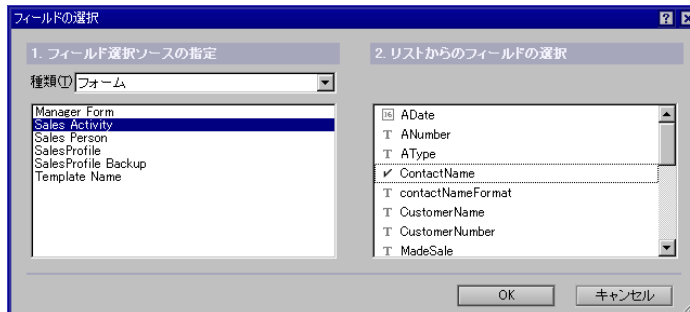 フィールドの選択
1. フィールド選択ソースの指定
種類(T) フォーム
Manager Form
Sales Activity
Sales Person
SalesProfile
SalesProfile Backup
Template Name
2. リストからのフィールドの選択
16 ADate
T ANumber
T AType
✔ ContactName
T contactNameFormat
T CustomerName
T CustomerNumber
T MadeSale
OK
キャンセル